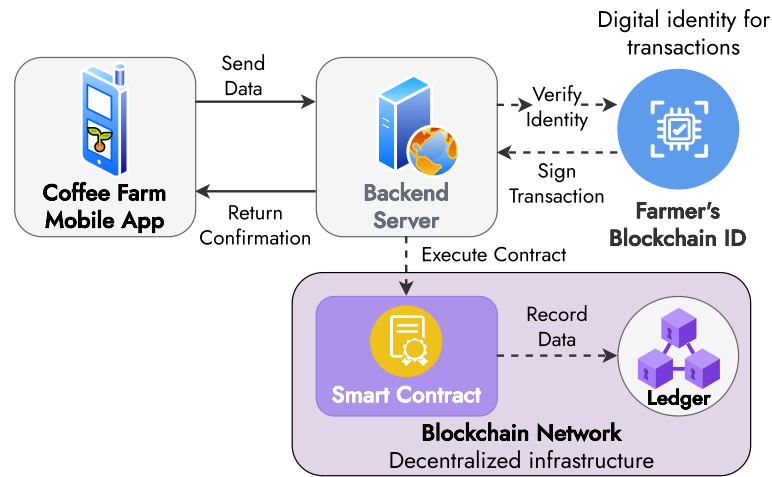 Digital identity for
transactions
Send
Data
Verify
Identity
Sign
Transaction
Coffee Farm
Mobile App
Backend
Server
Return
Confirmation
Farmer's
Blockchain ID
Execute Contract
Record
Data
Smart Contract
Ledger
Blockchain Network
Decentralized infrastructure